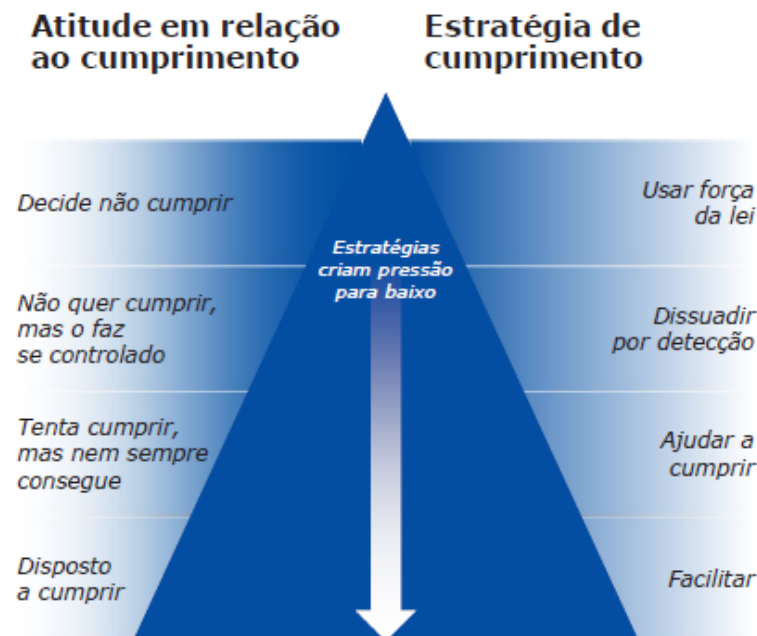 Atitude em relação
ao cumprimento
Estratégia de
cumprimento
Decide não cumprir
Usar força
da lei
Estratégias
criam pressão
para baixo
Não quer cumprir,
mas o faz
se controlado
Dissuadir
por detecção
Tenta cumprir,
mas nem sempre
consegue
Ajudar a
cumprir
Disposto
a cumprir
Facilitar